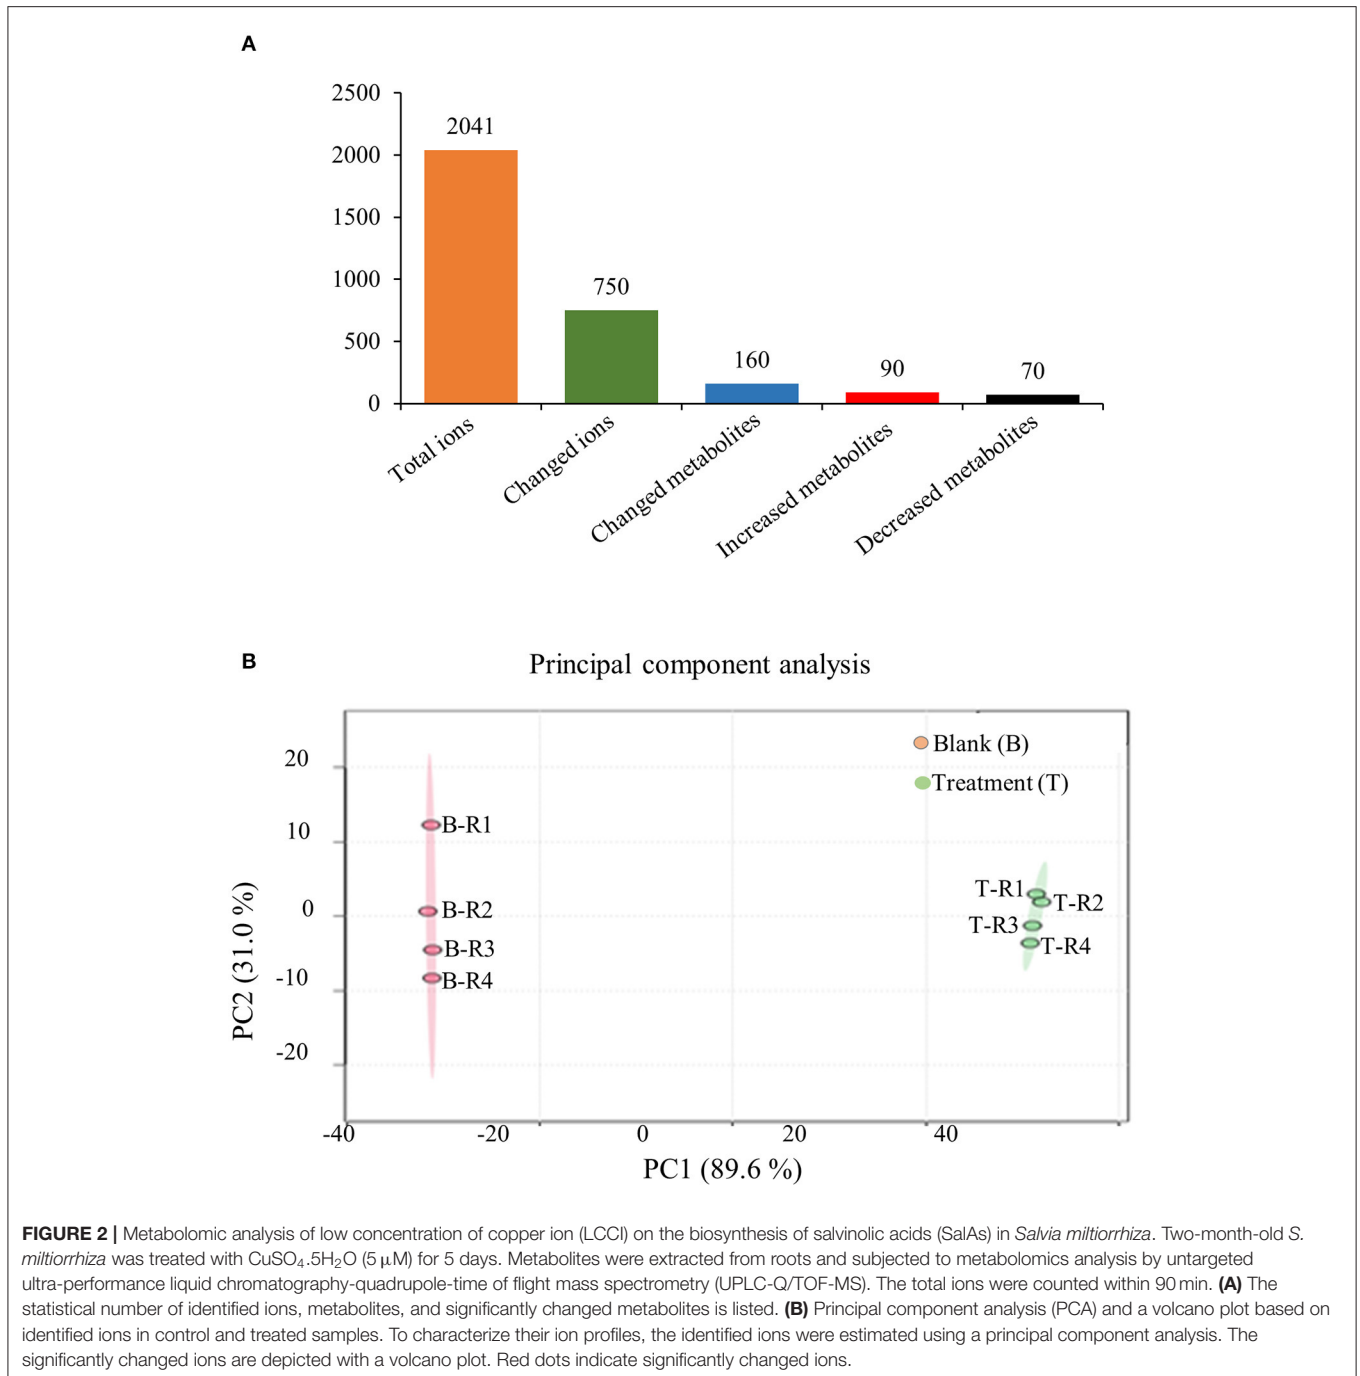 A
2500
2000
1500
1000
500
0
2041
750
160
90
70
Total ions
Changed ions
Changed metabolites
Increased metabolites
Decreased metabolites
B
Principal component analysis
Blank (B)
Treatment (T)
20
10
0
-10
-20
PC2 (31.0 %)
B-R1
B-R2
B-R3
B-R4
T-R1
T-R2
T-R3
T-R4
-40 -20 0 20 40
PC1 (89.6 %)
FIGURE 2 | Metabolomic analysis of low concentration of copper ion (LCCI) on the biosynthesis of salvinolic acids (SalAs) in Salvia miltiorrhiza. Two-month-old S.
miltiorrhiza was treated with CuSO₄.5H₂O (5 µM) for 5 days. Metabolites were extracted from roots and subjected to metabolomics analysis by untargeted
ultra-performance liquid chromatography-quadrupole-time of flight mass spectrometry (UPLC-Q/TOF-MS). The total ions were counted within 90 min. (A) The
statistical number of identified ions, metabolites, and significantly changed metabolites is listed. (B) Principal component analysis (PCA) and a volcano plot based on
identified ions in control and treated samples. To characterize their ion profiles, the identified ions were estimated using a principal component analysis. The
significantly changed ions are depicted with a volcano plot. Red dots indicate significantly changed ions.